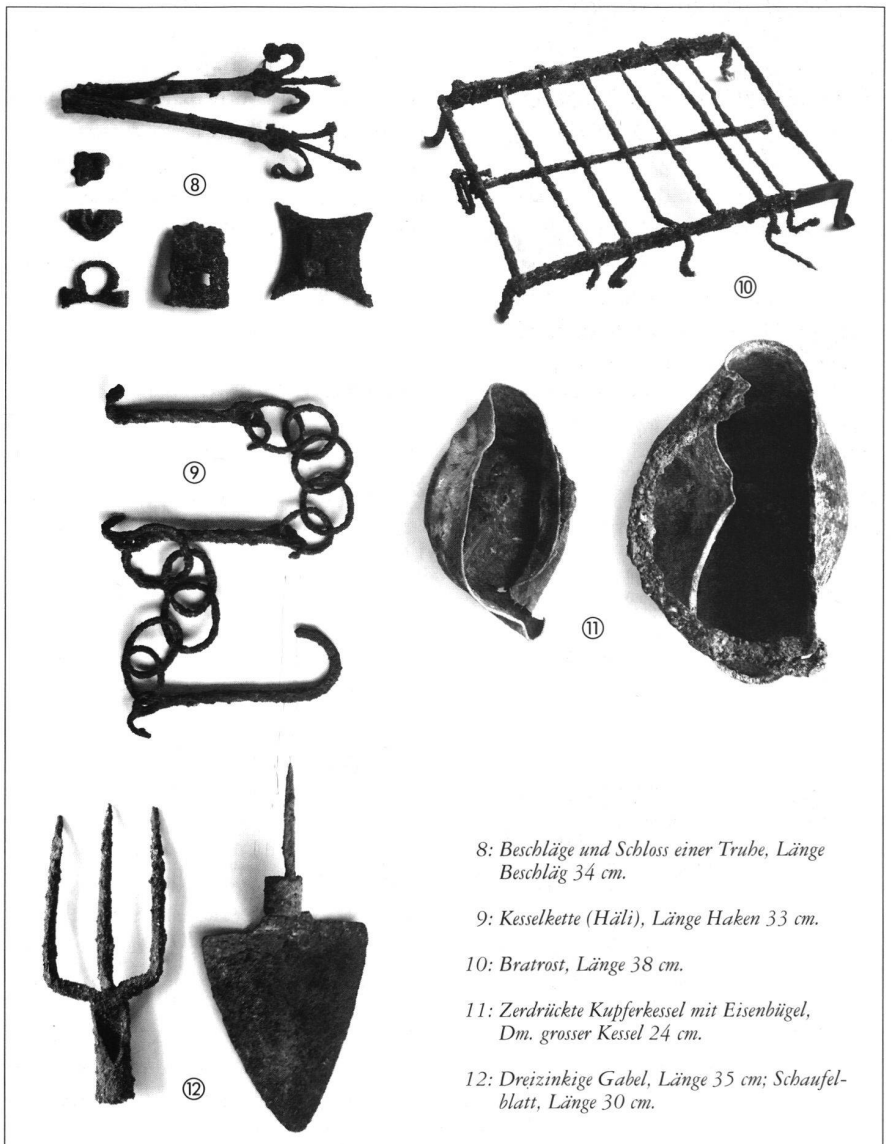 ⑧
⑩
⑨
⑪
⑫
8: Beschläge und Schloss einer Truhe, Länge
Beschläg 34 cm.
9: Kesselkette (Häli), Länge Haken 33 cm.
10: Bratrost, Länge 38 cm.
11: Zerdrückte Kupferkessel mit Eisenbügel,
Dm. grosser Kessel 24 cm.
12: Dreizinkige Gabel, Länge 35 cm; Schaufel-
blatt, Länge 30 cm.